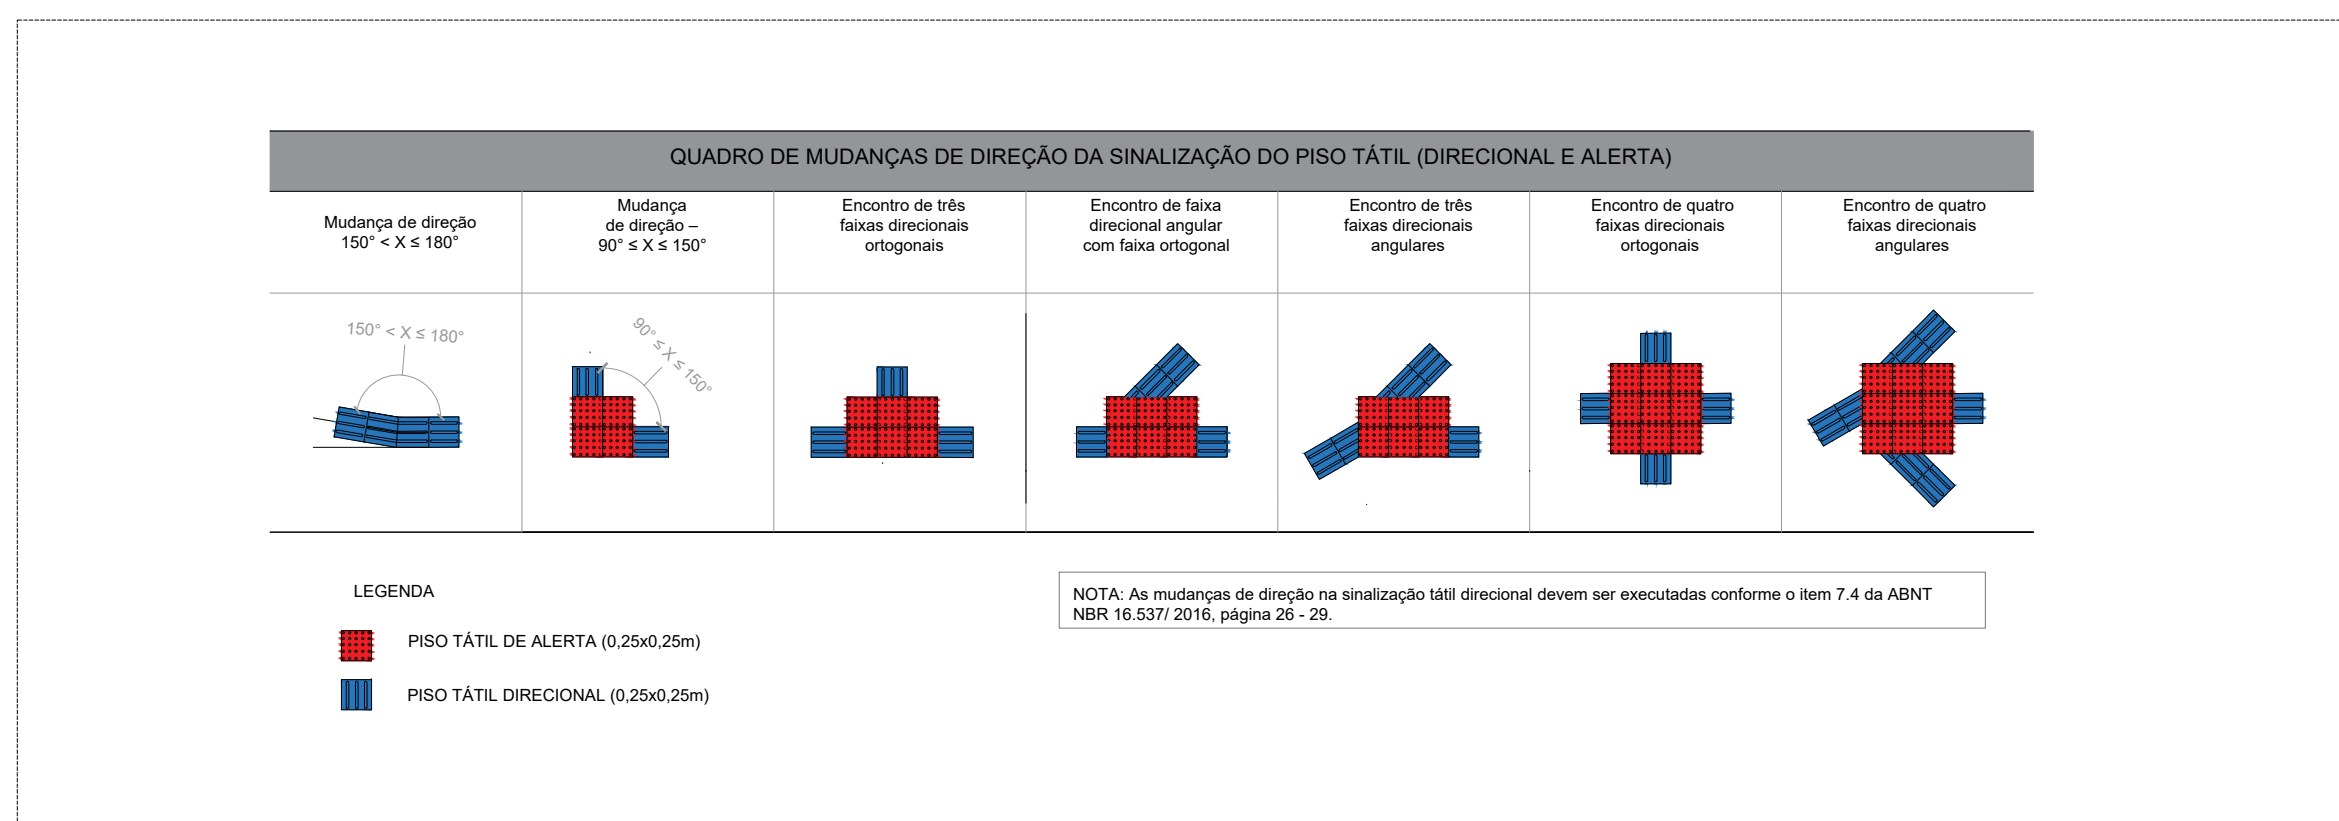 QUADRO DE MUDANÇAS DE DIREÇÃO DA SINALIZAÇÃO DO PISO TÁTIL (DIRECIONAL E ALERTA)
Mudança de direção
150° < X ≤ 180°
Mudança
de direção –
90° ≤ X ≤ 150°
Encontro de três
faixas direcionais
ortogonais
Encontro de faixa
direcional angular
com faixa ortogonal
Encontro de três
faixas direcionais
angulares
Encontro de quatro
faixas direcionais
ortogonais
Encontro de quatro
faixas direcionais
angulares
150° < X ≤ 180°
90° ≤ X ≤ 150°
LEGENDA
PISO TÁTIL DE ALERTA (0,25x0,25m)
PISO TÁTIL DIRECIONAL (0,25x0,25m)
NOTA: As mudanças de direção na sinalização tátil direcional devem ser executadas conforme o item 7.4 da ABNT
NBR 16.537/ 2016, página 26 - 29.